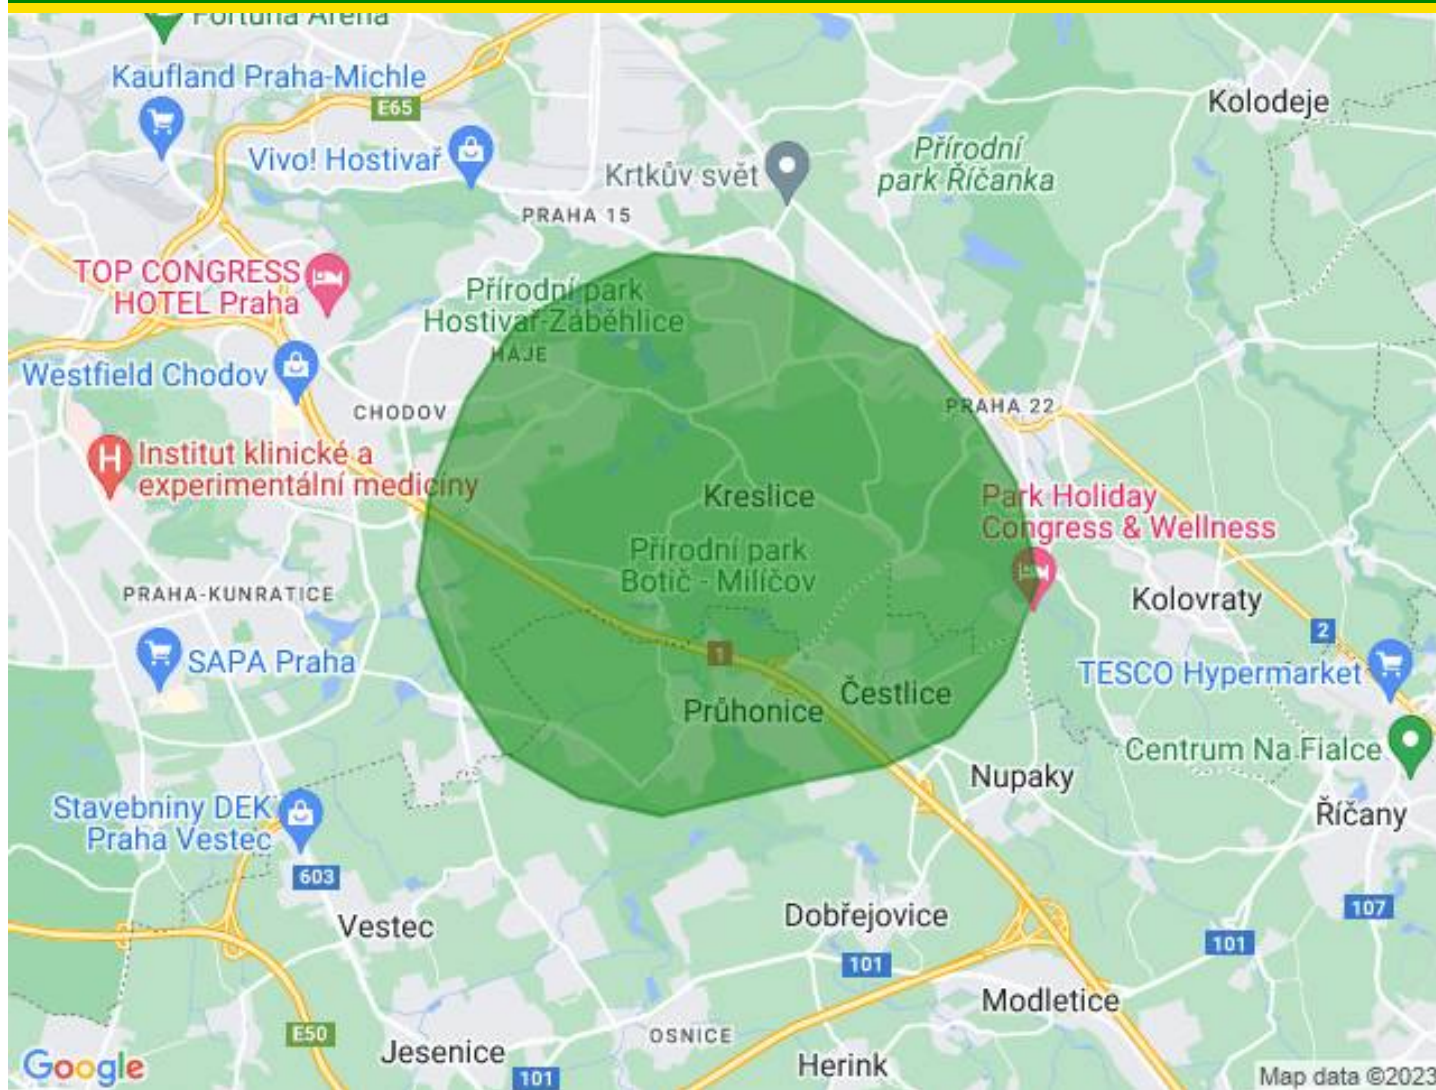 Fortuna Arena
Kaufland Praha-Michle
E65
Kolodeje
Vivo! Hostivař
Krtkův svět
Přírodní
park Říčanka
PRAHA 15
TOP CONGRESS
HOTEL Praha
Přírodní park
Hostivař-Záběhlice
HÁJE
Westfield Chodov
CHODOV
PRAHA 22
Institut klinické a
experimentální medicíny
Kreslice
Park Holiday
Congress & Wellness
Přírodní park
Botič - Milíčov
PRAHA-KUNRATICE
Kolovraty
2
SAPA Praha
1
TESCO Hypermarket
Čestlice
Průhonice
Centrum Na Fialce
Nupaky
Stavebniny DEK
Praha Vestec
Říčany
603
Vestec
Dobřejovice
107
101
101
Modletice
E50
OSNICE
Jesenice
Herink
101
Google
Map data ©2023